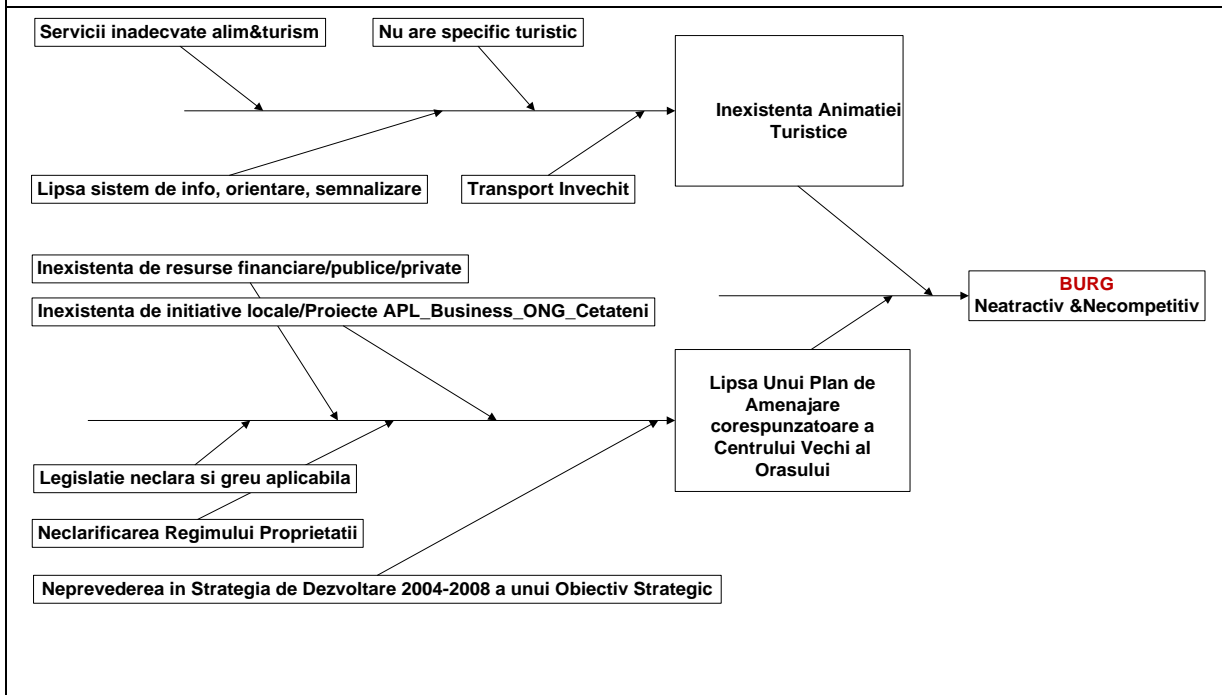 Servicii inadecvate alim&turism
Nu are specific turistic
Inexistenta Animatiei
Turistice
Lipsa sistem de info, orientare, semnalizare
Transport Invechit
Inexistenta de resurse financiare/publice/private
Inexistenta de initiative locale/Proiecte APL_Business_ONG_Cetateni
BURG
Neatractiv &Necompetitiv
Lipsa Unui Plan de
Amenajare
corespunzatoare a
Centrului Vechi al
Orasului
Legislatie neclara si greu aplicabila
Neclarificarea Regimului Proprietatii
Neprevederea in Strategia de Dezvoltare 2004-2008 a unui Obiectiv Strategic